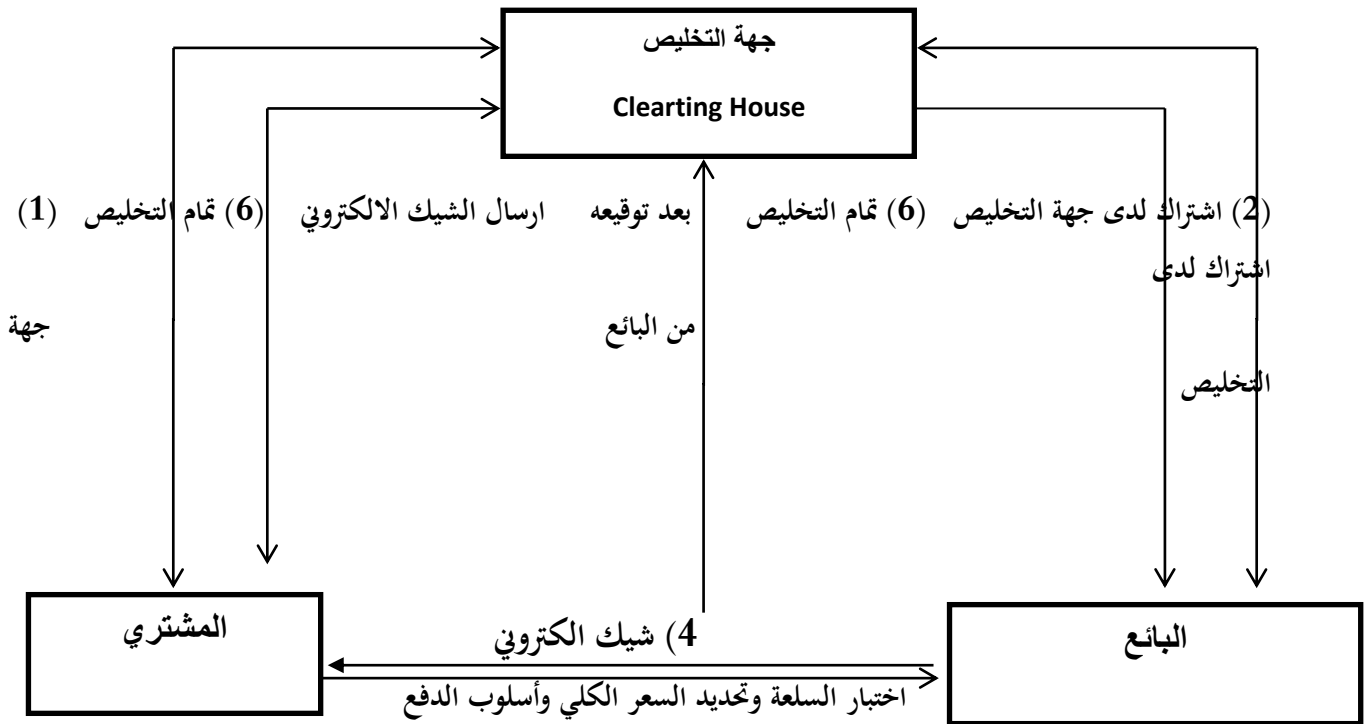 جهة التخليص
Clearting House
(2) اشتراك لدى جهة التخليص (6) تمام التخليص بعد توقيعه ارسال الشيك الالكتروني (6) تمام التخليص (1)
اشتراك لدى
من البائع جهة
التخليص
المشتري
البائع
4) شيك الكتروني
اختبار السلعة وتحديد السعر الكلي وأسلوب الدفع